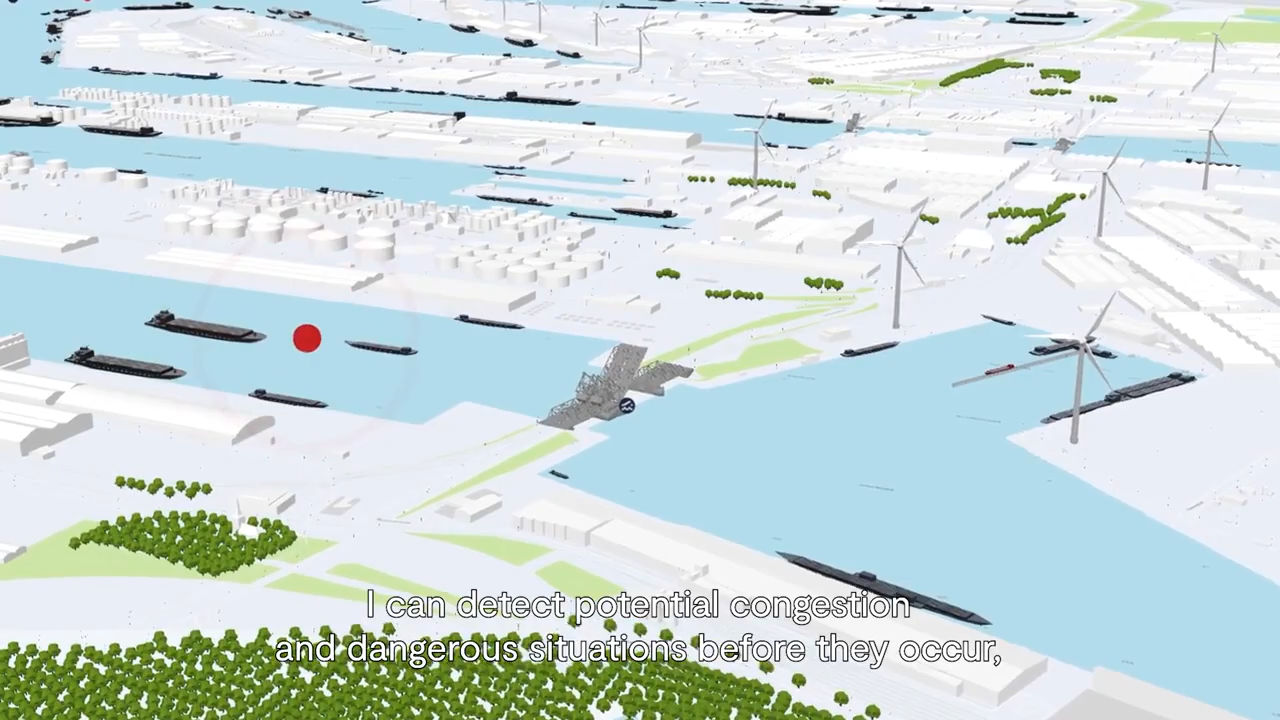 I can detect potential congestion
and dangerous situations before they occur,